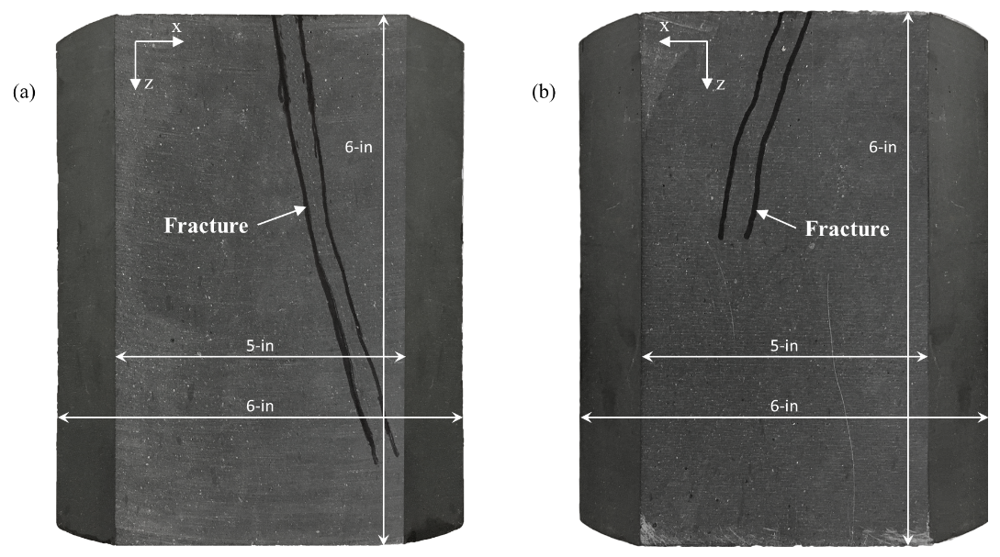 (a)
x
z
6-in
Fracture
5-in
6-in
(b)
x
z
6-in
Fracture
5-in
6-in